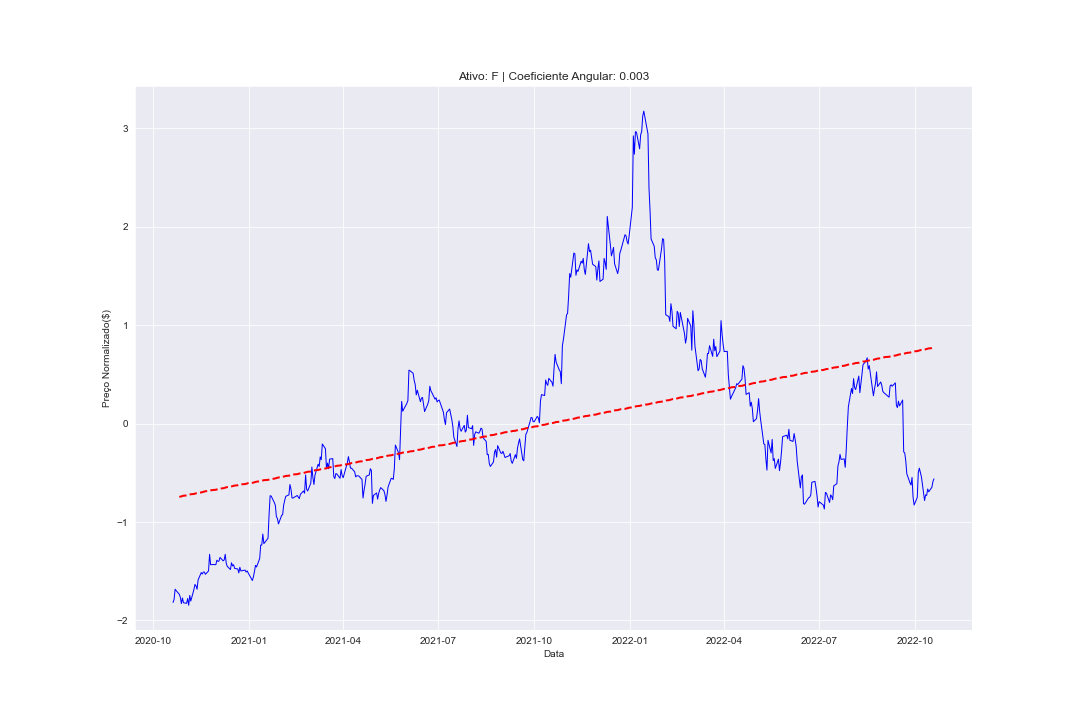 Ativo: F | Coeficiente Angular: 0.003
3
2
1
0
−1
−2
Preço Normalizado($)
2020-10 2021-01 2021-04 2021-07 2021-10 2022-01 2022-04 2022-07 2022-10
Data